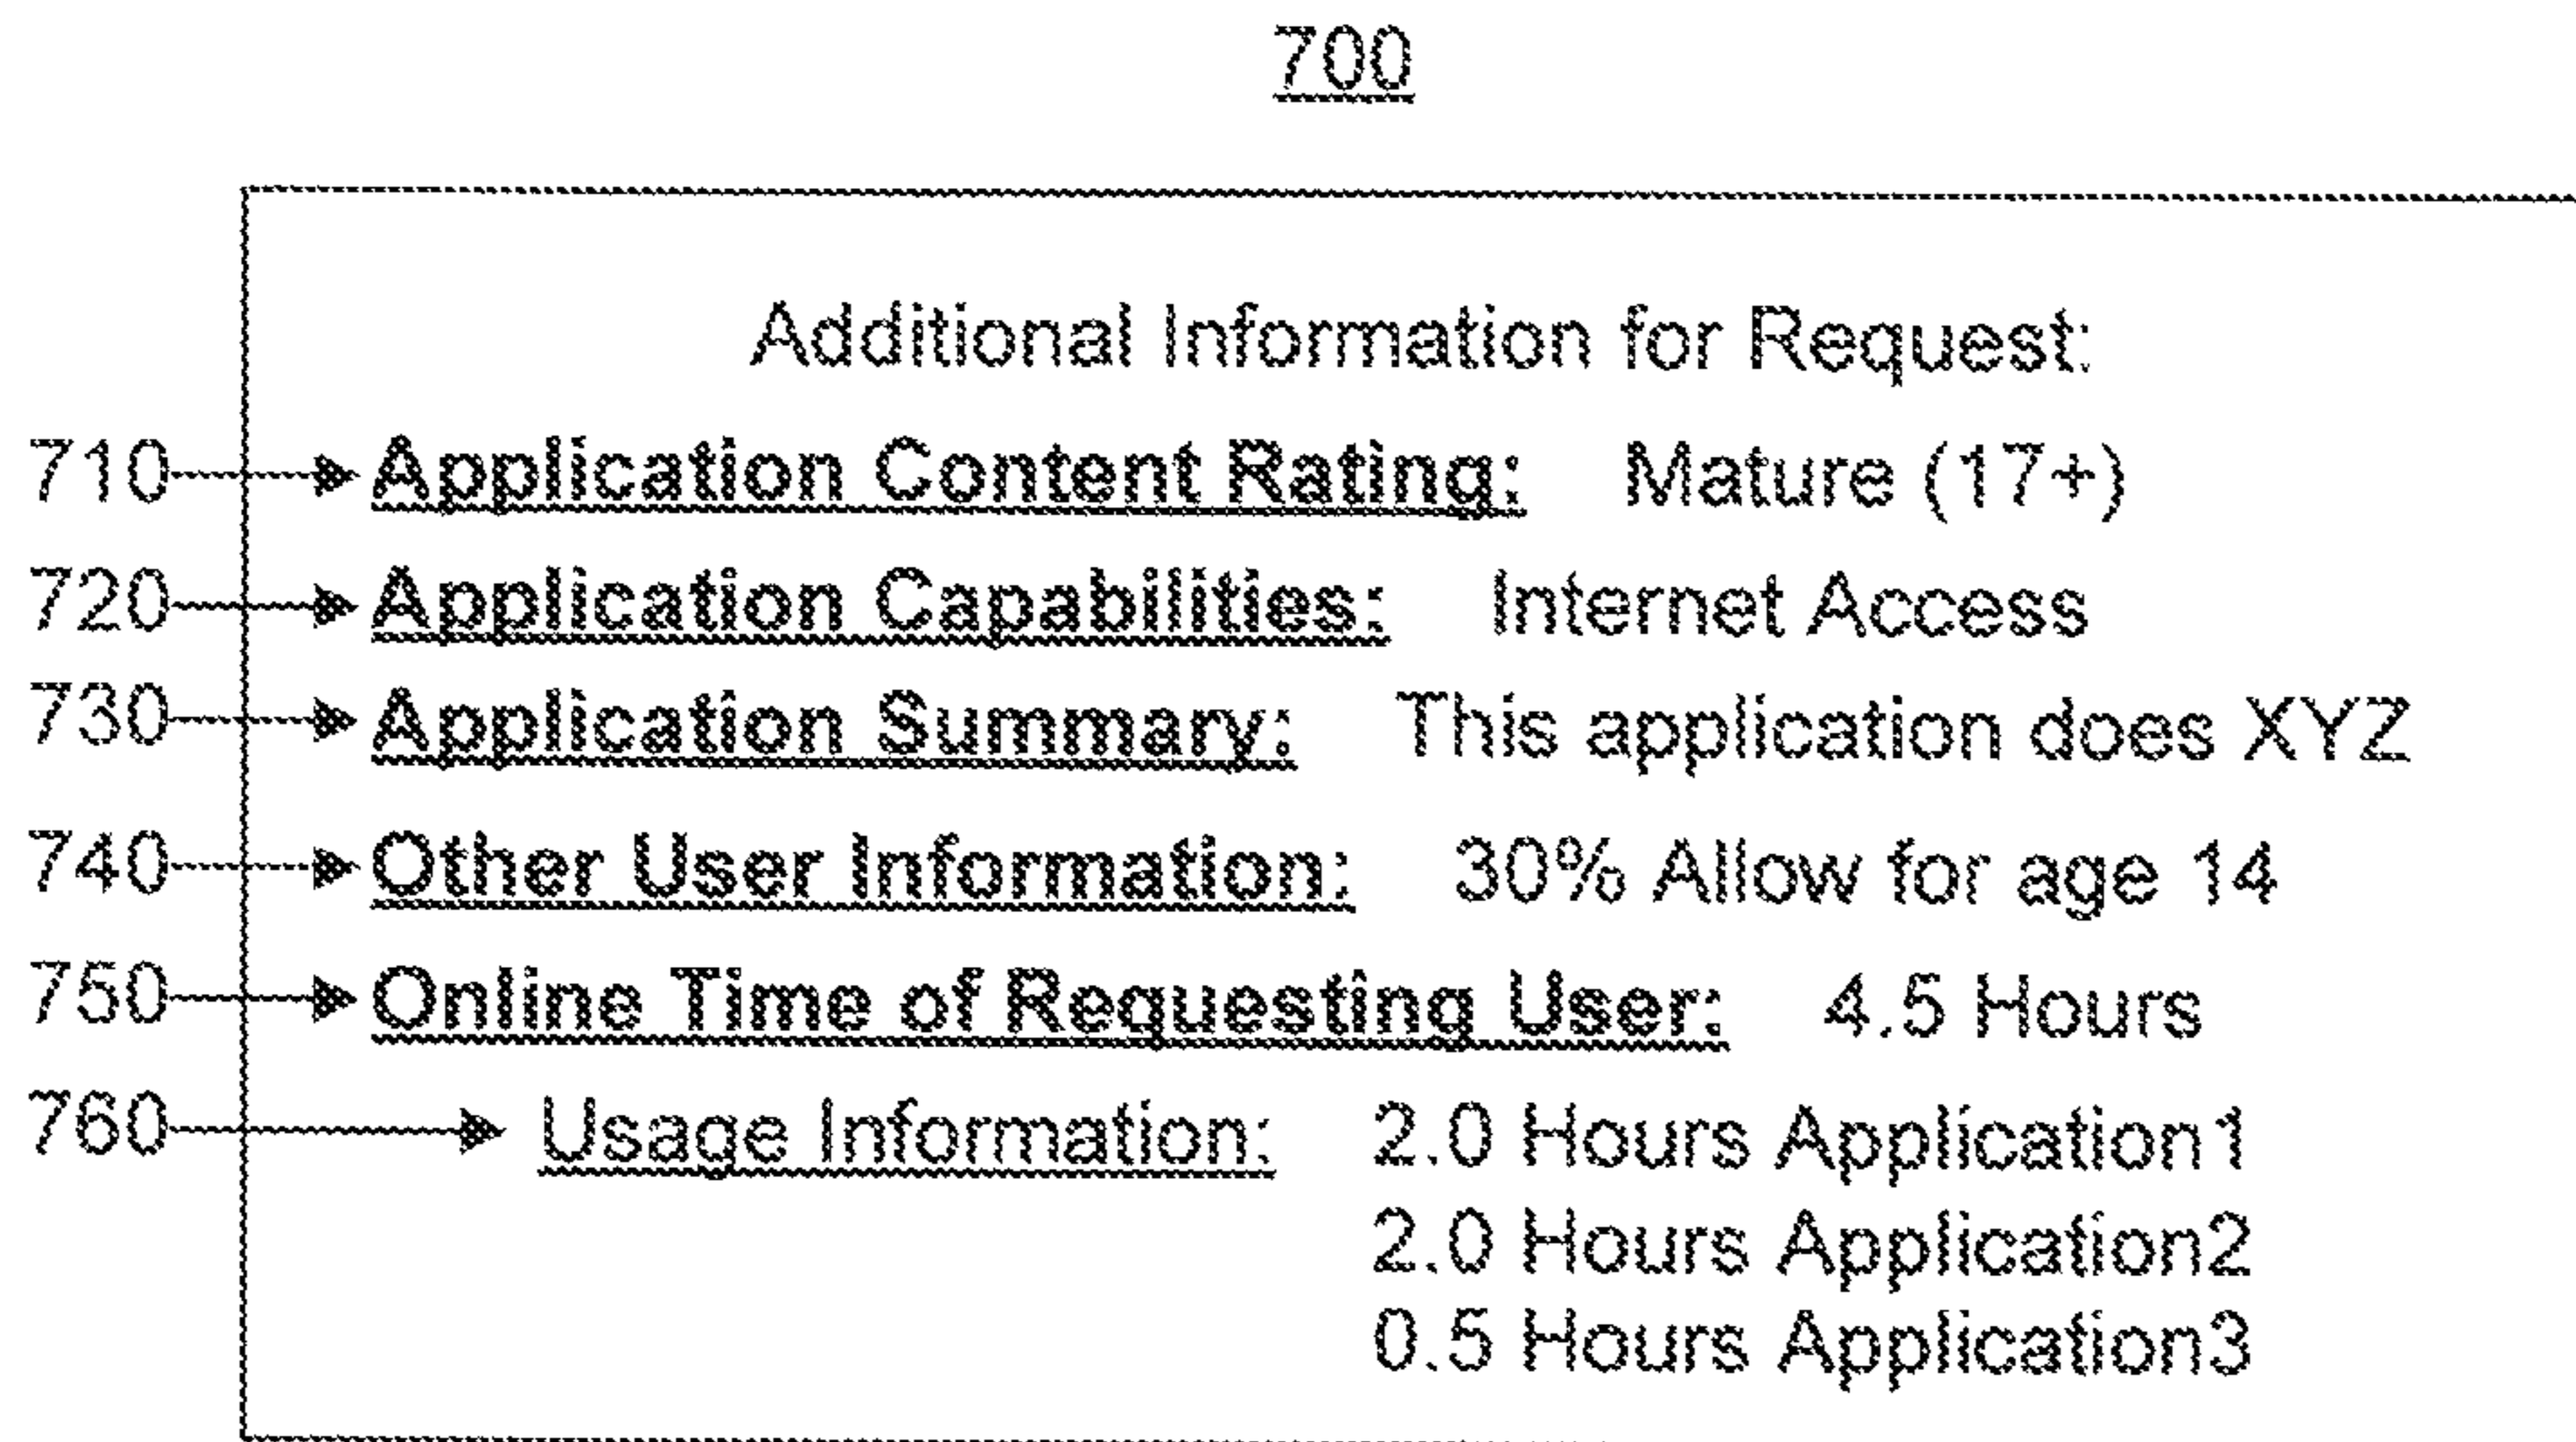 700
Additional Information for Request:
710 Application Content Rating: Mature (17+)
720 Application Capabilities: Internet Access
730 Application Summary: This application does XYZ
740 Other User Information: 30% Allow for age 14
750 Online Time of Requesting User: 4.5 Hours
760 Usage Information: 2.0 Hours Application1
2.0 Hours Application2
0.5 Hours Application3